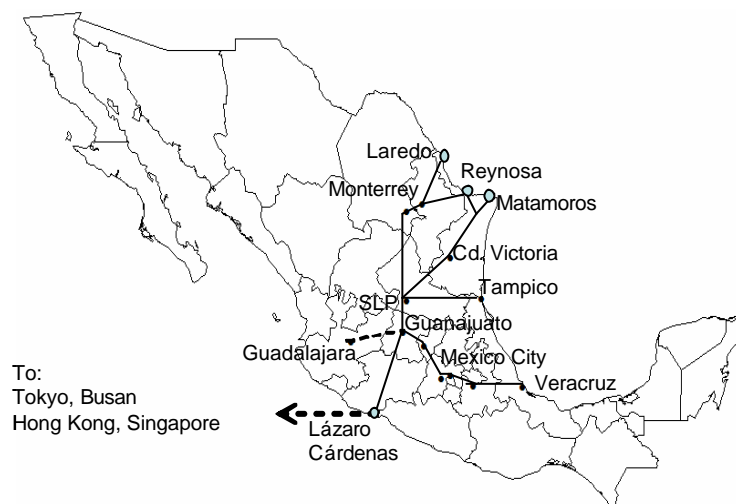 Laredo
Reynosa
Monterrey
Matamoros
Cd. Victoria
Tampico
SLP
Guanajuato
Guadalajara
Mexico City
Veracruz
To:
Tokyo, Busan
Hong Kong, Singapore
Lázaro
Cárdenas